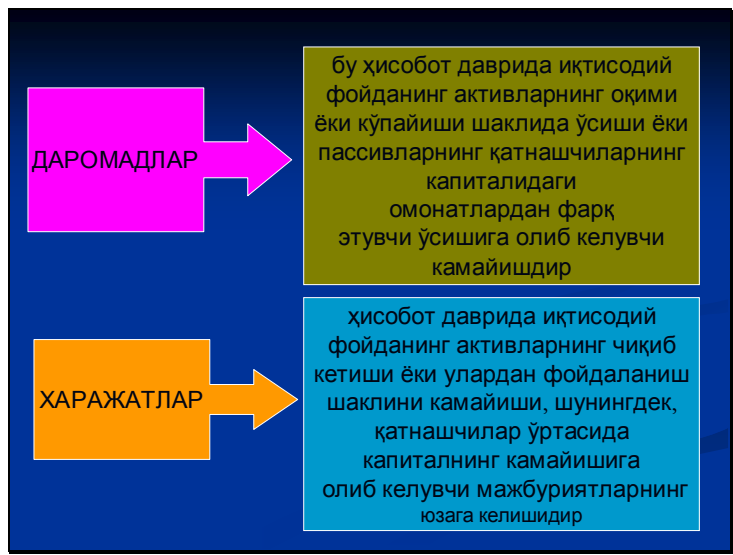 ДАРОМАДЛАР
бу ҳисобот даврида иқтисодий
фойданинг активларнинг оқими
ёки кўпайиши шаклида ўсиши ёки
пассивларнинг қатнашчиларнинг
капиталидаги
омонатлардан фарқ
этувчи ўсишига олиб келувчи
камайишдир
ХАРАЖАТЛАР
ҳисобот даврида иқтисодий
фойданинг активларнинг чиқиб
кетиши ёки улардан фойдаланиш
шаклини камайиши, шунингдек,
қатнашчилар ўртасида
капиталнинг камайишига
олиб келувчи мажбуриятларнинг
юзага келишидир